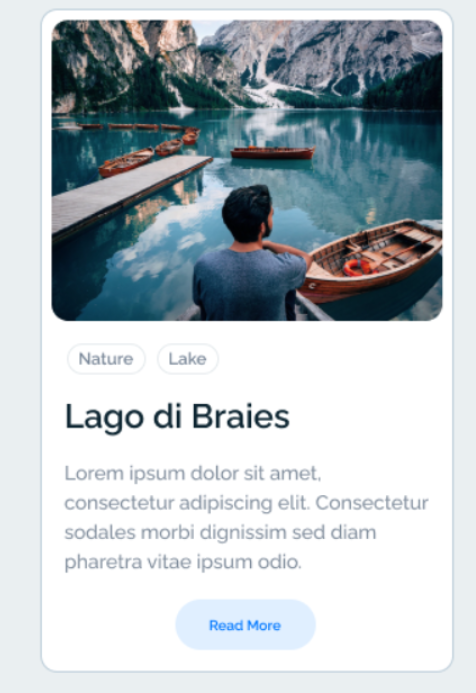 Nature
Lake
Lago di Braies
Lorem ipsum dolor sit amet,
consectetur adipiscing elit. Consectetur
sodales morbi dignissim sed diam
pharetra vitae ipsum odio.
Read More